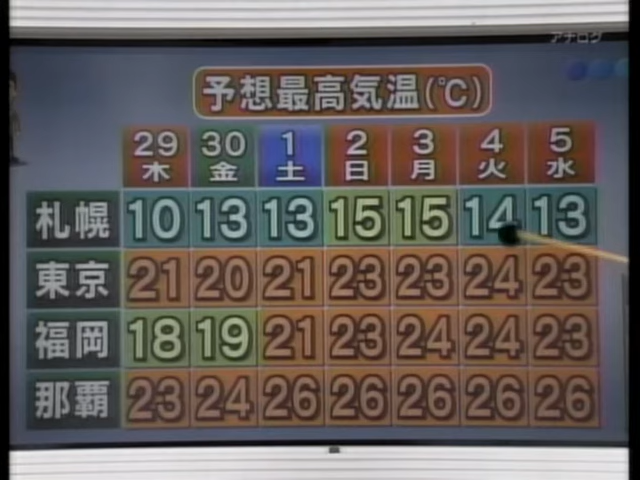 アナログ
予想最高気温(℃)
29 30 1 2 3 4 5
木 金 土 日 月 火 水
札幌 10 13 13 15 15 14 13
東京 21 20 21 23 23 24 23
福岡 18 19 21 23 24 24 23
那覇 23 24 26 26 26 26 26